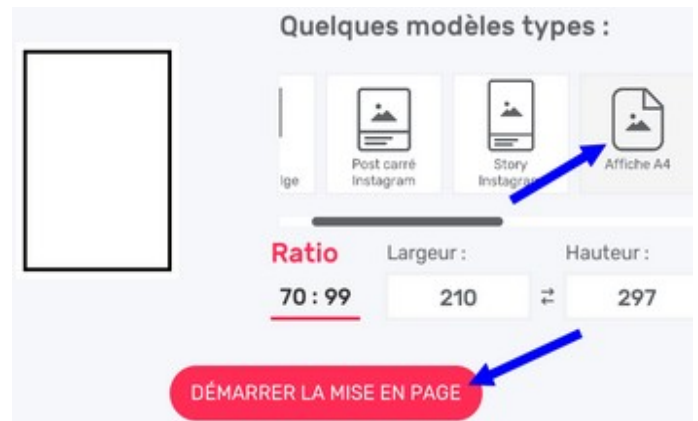 Quelques modèles types :
lge
Post carré
Instagram
Story
Instagram
Affiche A4
Ratio
Largeur :
Hauteur :
70 : 99
210
297
DÉMARRER LA MISE EN PAGE